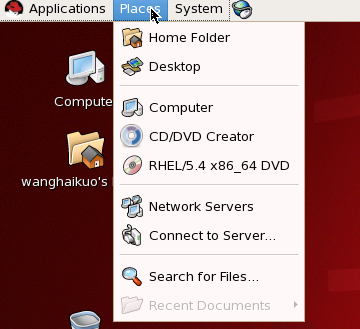 Applications Places System
Home Folder
Desktop
Computer
CD/DVD Creator
RHEL/5.4 x86_64 DVD
Network Servers
Connect to Server...
Search for Files...
Recent Documents
Compute
wanghaikuo's